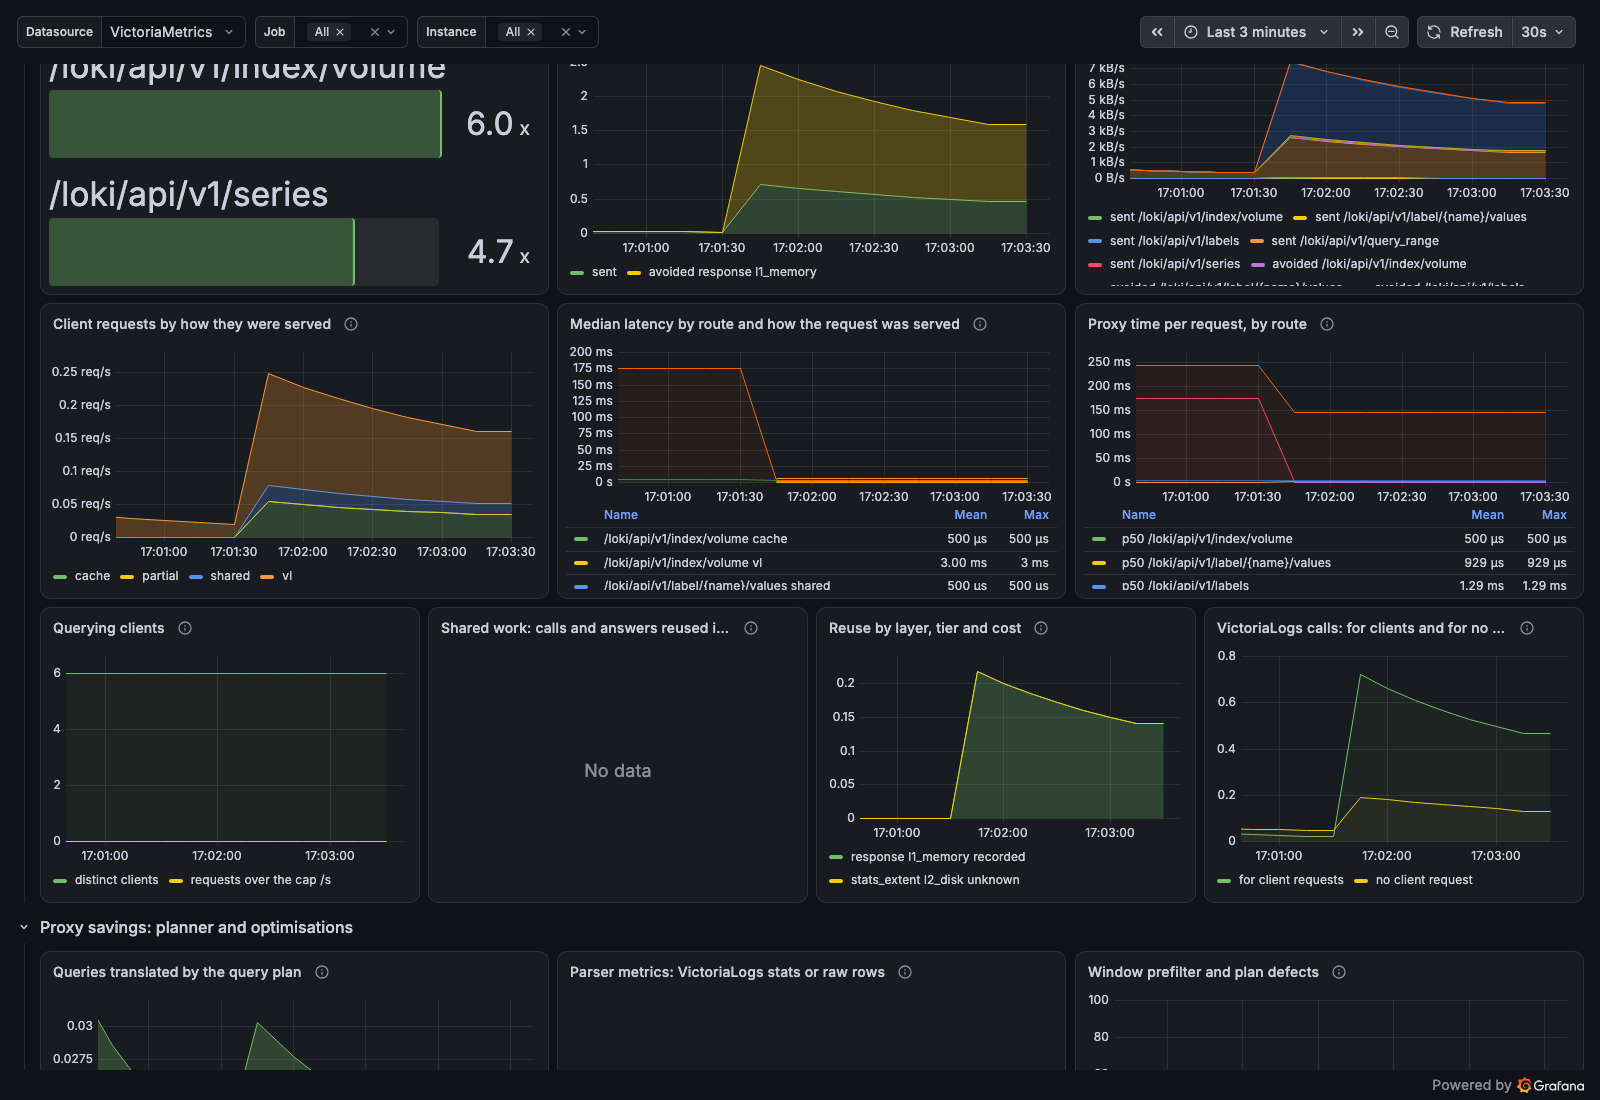 Datasource VictoriaMetrics Job All Instance All Last 3 minutes Refresh 30s
/loki/api/v1/index/volume
6.0 x
/loki/api/v1/series
4.7 x
2.5
2
1.5
1
0.5
0
17:01:00 17:01:30 17:02:00 17:02:30 17:03:00 17:03:30
sent avoided response l1_memory
7 kB/s
6 kB/s
5 kB/s
4 kB/s
3 kB/s
2 kB/s
1 kB/s
0 B/s
17:01:00 17:01:30 17:02:00 17:02:30 17:03:00 17:03:30
sent /loki/api/v1/index/volume sent /loki/api/v1/label/{name}/values
sent /loki/api/v1/labels sent /loki/api/v1/query_range
sent /loki/api/v1/series avoided /loki/api/v1/index/volume
avoided /loki/api/v1/label/{name}/values avoided /loki/api/v1/labels
Client requests by how they were served
0.25 req/s
0.2 req/s
0.15 req/s
0.1 req/s
0.05 req/s
0 req/s
17:01:00 17:01:30 17:02:00 17:02:30 17:03:00 17:03:30
cache partial shared vl
Median latency by route and how the request was served
200 ms
175 ms
150 ms
125 ms
100 ms
75 ms
50 ms
25 ms
0 s
17:01:00 17:01:30 17:02:00 17:02:30 17:03:00 17:03:30
Name Mean Max
/loki/api/v1/index/volume cache 500 µs 500 µs
/loki/api/v1/index/volume vl 3.00 ms 3 ms
/loki/api/v1/label/{name}/values shared 500 µs 500 µs
Proxy time per request, by route
250 ms
200 ms
150 ms
100 ms
50 ms
0 s
17:01:00 17:01:30 17:02:00 17:02:30 17:03:00 17:03:30
Name Mean Max
p50 /loki/api/v1/index/volume 500 µs 500 µs
p50 /loki/api/v1/label/{name}/values 929 µs 929 µs
p50 /loki/api/v1/labels 1.29 ms 1.29 ms
Querying clients
6
4
2
0
17:01:00 17:02:00 17:03:00
distinct clients requests over the cap /s
Shared work: calls and answers reused i...
No data
Reuse by layer, tier and cost
0.2
0.15
0.1
0.05
0
17:01:00 17:02:00 17:03:00
response l1_memory recorded
stats_extent l2_disk unknown
VictoriaLogs calls: for clients and for no ...
0.8
0.6
0.4
0.2
0
17:01:00 17:02:00 17:03:00
for client requests no client request
Proxy savings: planner and optimisations
Queries translated by the query plan
0.03
0.0275
Parser metrics: VictoriaLogs stats or raw rows
Window prefilter and plan defects
100
80
Powered by Grafana